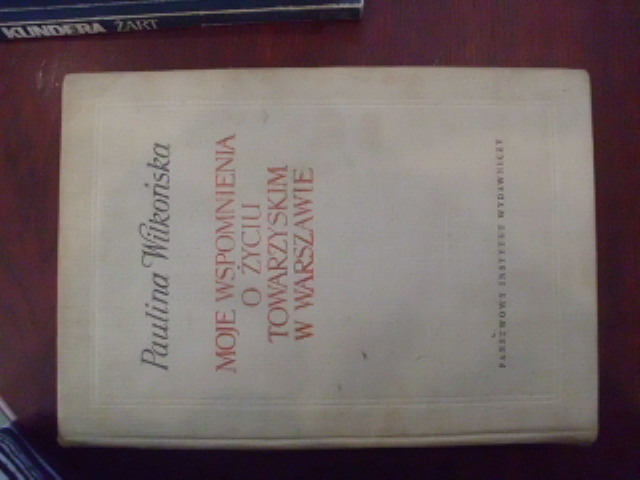 KUNDERA ŻART
Paulina Wilkońska
MOJE WSPOMNIENIA
O ŻYCIU
TOWARZYSKIM
W WARSZAWIE
PAŃSTWOWY INSTYTUT WYDAWNICZY